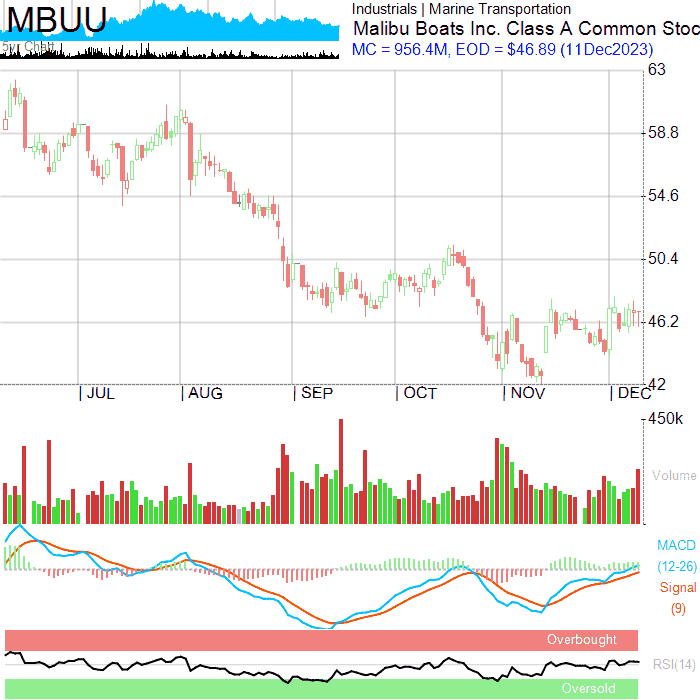 MBUU
5yr Chart
Industrials | Marine Transportation
Malibu Boats Inc. Class A Common Stoc
MC = 956.4M, EOD = $46.89 (11Dec2023)
63
58.8
54.6
50.4
46.2
42
JUL
AUG
SEP
OCT
NOV
DEC
450k
Volume
MACD
(12-26)
Signal
(9)
Overbought
RSI(14)
Oversold